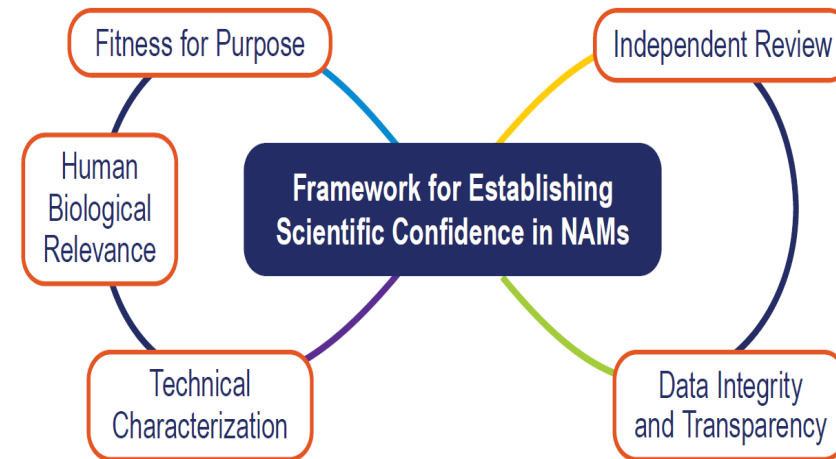 Fitness for Purpose
Independent Review
Human
Biological
Relevance
Framework for Establishing
Scientific Confidence in NAMs
Technical
Characterization
Data Integrity
and Transparency